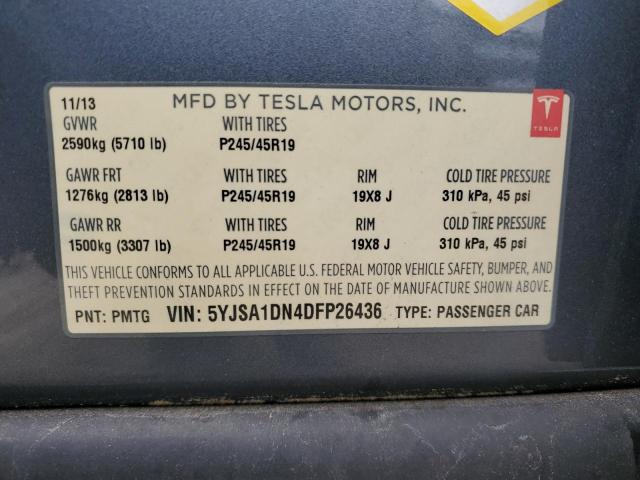 11/13 MFD BY TESLA MOTORS, INC.
TESLA
GVWR WITH TIRES
2590kg (5710 lb) P245/45R19
GAWR FRT WITH TIRES RIM COLD TIRE PRESSURE
1276kg (2813 lb) P245/45R19 19X8 J 310 kPa, 45 psi
GAWR RR WITH TIRES RIM COLD TIRE PRESSURE
1500kg (3307 lb) P245/45R19 19X8 J 310 kPa, 45 psi
THIS VEHICLE CONFORMS TO ALL APPLICABLE U.S. FEDERAL MOTOR VEHICLE SAFETY, BUMPER, AND
THEFT PREVENTION STANDARDS IN EFFECT ON THE DATE OF MANUFACTURE SHOWN ABOVE.
PNT: PMTG VIN: 5YJSA1DN4DFP26436 TYPE: PASSENGER CAR